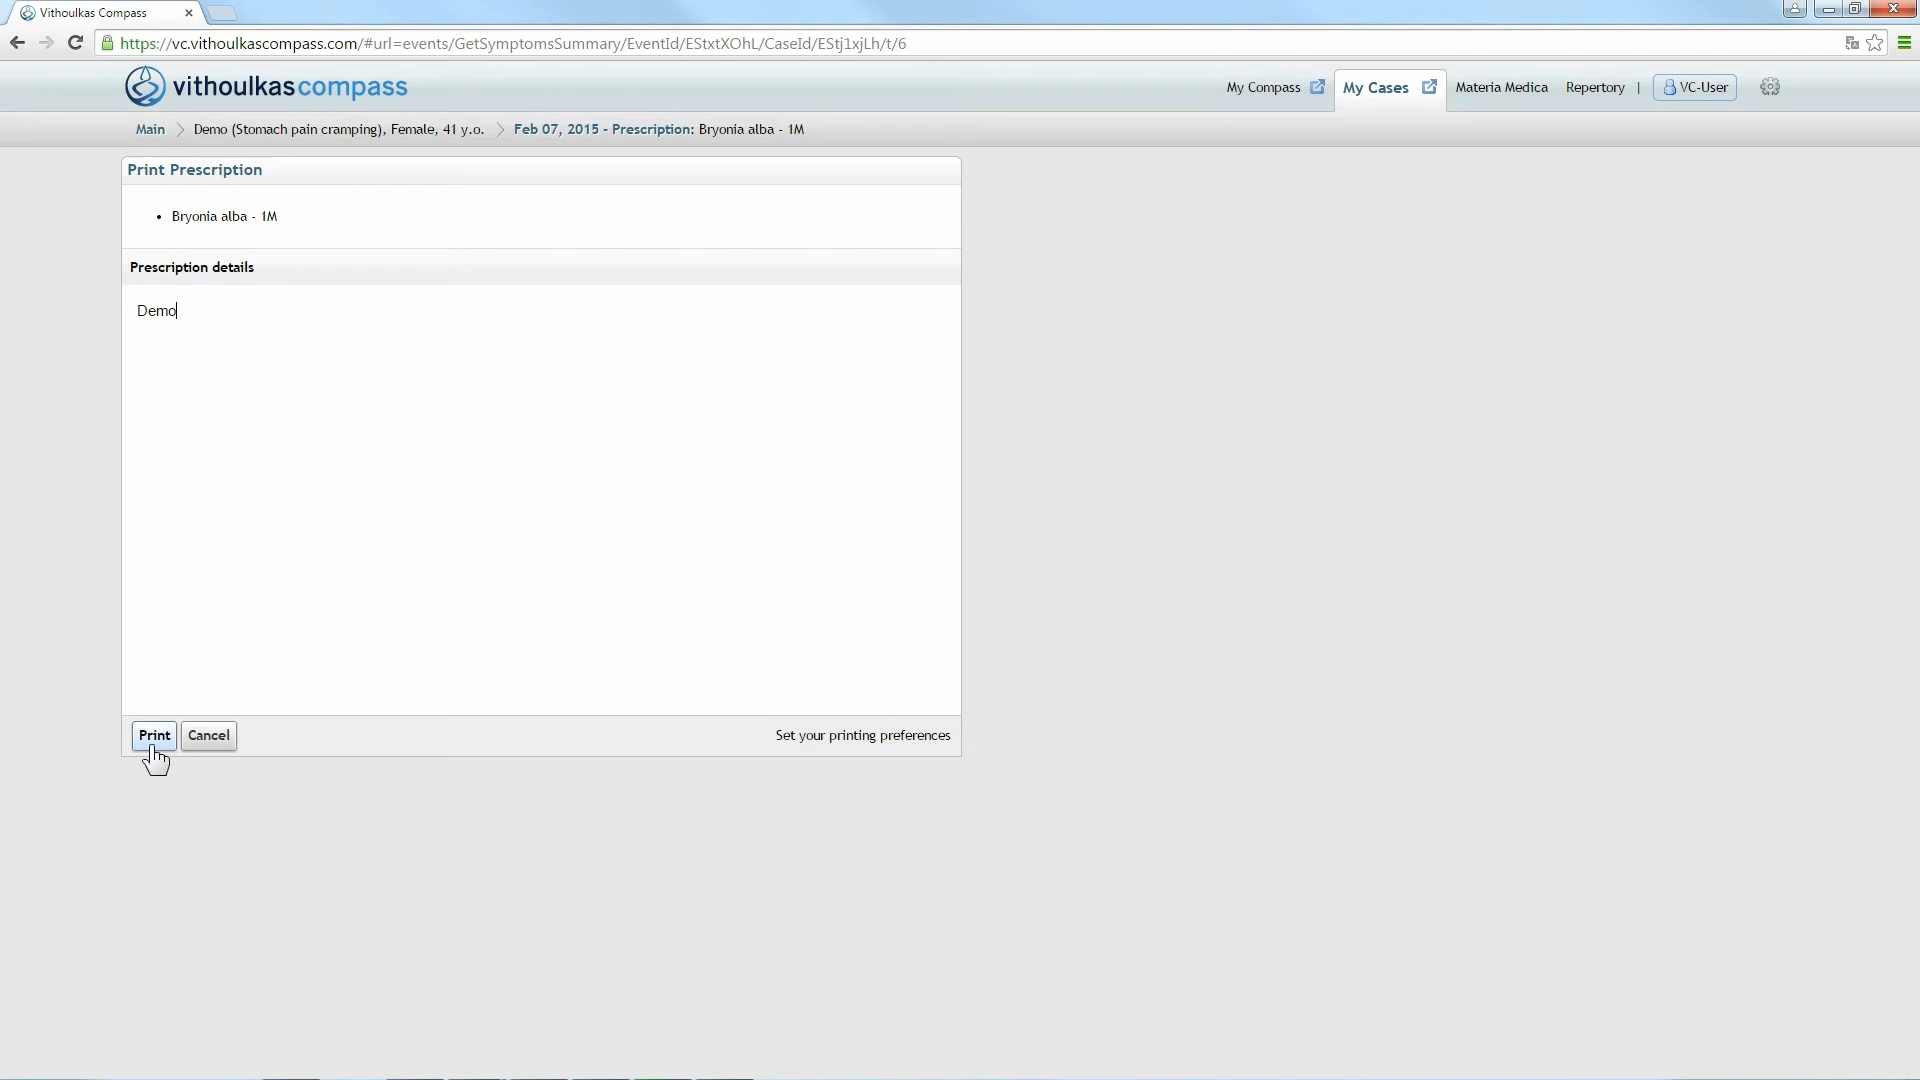 Vithoulkas Compass
https://vc.vithoulkascompass.com/#url=events/GetSymptomsSummary/EventId/EStxtXOhL/CaseId/EStj1xjLh/t/6
vithoulkascompass
My Compass My Cases Materia Medica Repertory | VC-User
Main Demo (Stomach pain cramping), Female, 41 y.o. Feb 07, 2015 - Prescription: Bryonia alba - 1M
Print Prescription
• Bryonia alba - 1M
Prescription details
Demo
Print Cancel Set your printing preferences